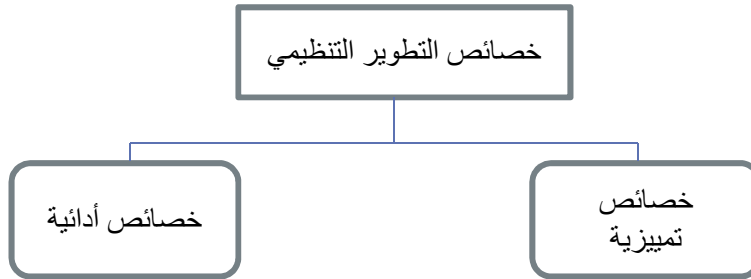 خصائص التطوير التنظيمي
خصائص
تمييزية
خصائص أدائية